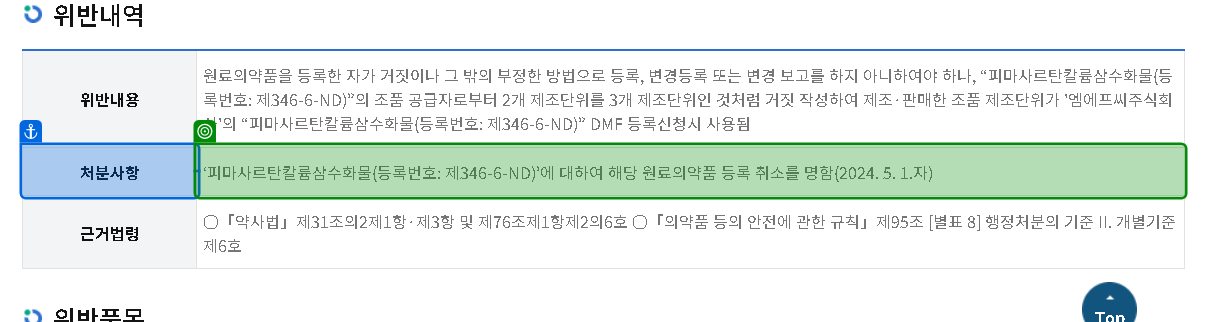 위반내역
위반내용
원료의약품을 등록한 자가 거짓이나 그 밖의 부정한 방법으로 등록, 변경등록 또는 변경 보고를 하지 아니하여야 하나, “피마사르탄칼륨삼수화물{등
록번호: 제346-6-ND)”의 조품 공급자로부터 2개 제조단위를 3개 제조단위인 것처럼 거짓 작성하여 제조·판매한 조품 제조단위가 '엠에프씨주식회
'의 “피마사르탄칼륨삼수화물{등록번호: 제346-6-ND)” DMF 등록신청시 사용됨
처분사항
‘피마사르탄칼륨삼수화물{등록번호: 제346-6-ND)’에 대하여 해당 원료의약품 등록 취소를 명함(2024. 5. 1.자)
근거법령
○「약사법」제31조의2제1항·제3항 및 제76조제1항제2의6호 ○「의약품 등의 안전에 관한 규칙」제95조 [별표 8] 행정처분의 기준 II. 개별기준
제6호
위반품목
Top